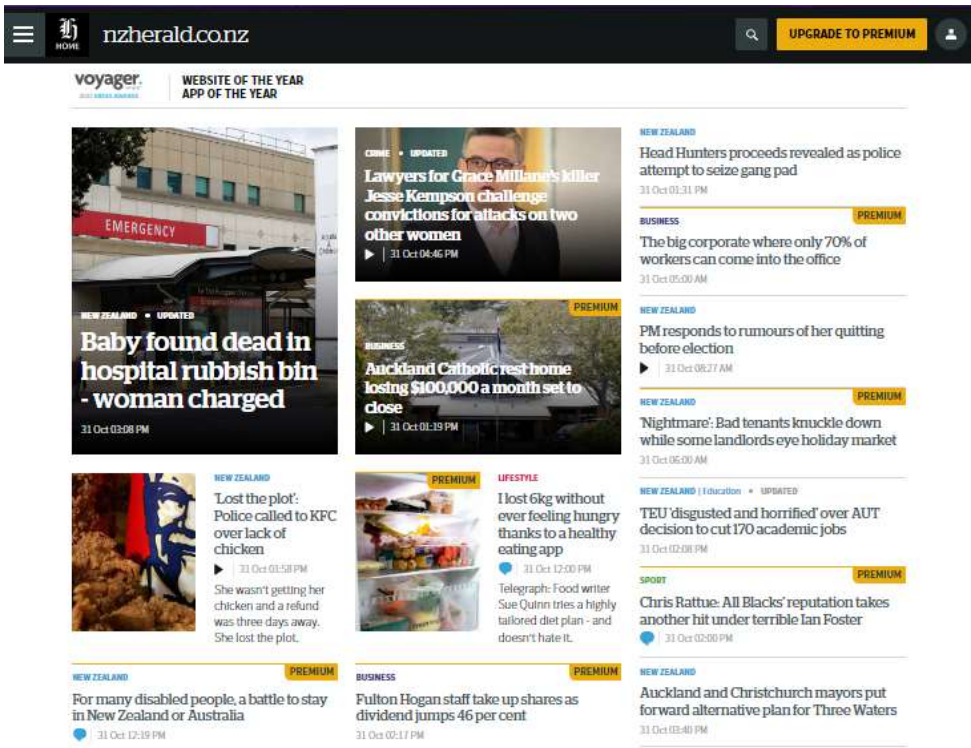 HOME
nzherald.co.nz
UPGRADE TO PREMIUM
voyager.
WEBSITE OF THE YEAR
APP OF THE YEAR
EMERGENCY
NEW ZEALAND • UPDATED
Baby found dead in
hospital rubbish bin
- woman charged
31 Oct 03:08 PM
CRIME • UPDATED
Lawyers for Grace Millane's killer
Jesse Kempson challenge
convictions for attacks on two
other women
31 Oct 04:46 PM
PREMIUM
BUSINESS
Auckland Catholic rest home
losing $100,000 a month set to
close
31 Oct 01:19 PM
NEW ZEALAND
'Lost the plot':
Police called to KFC
over lack of
chicken
31 Oct 01:58 PM
She wasn't getting her
chicken and a refund
was three days away.
She lost the plot.
PREMIUM
LIFESTYLE
I lost 6kg without
ever feeling hungry
thanks to a healthy
eating app
31 Oct 12:00 PM
Telegraph: Food writer
Sue Quinn tries a highly
tailored diet plan - and
doesn't hate it.
PREMIUM
NEW ZEALAND
For many disabled people, a battle to stay
in New Zealand or Australia
31 Oct 12:19 PM
PREMIUM
BUSINESS
Fulton Hogan staff take up shares as
dividend jumps 46 per cent
31 Oct 02:17 PM
NEW ZEALAND
Head Hunters proceeds revealed as police
attempt to seize gang pad
31 Oct 01:31 PM
PREMIUM
BUSINESS
The big corporate where only 70% of
workers can come into the office
31 Oct 05:00 AM
NEW ZEALAND
PM responds to rumours of her quitting
before election
31 Oct 08:27 AM
PREMIUM
NEW ZEALAND
'Nightmare': Bad tenants knuckle down
while some landlords eye holiday market
31 Oct 06:00 AM
NEW ZEALAND | Education • UPDATED
TEU 'disgusted and horrified' over AUT
decision to cut 170 academic jobs
31 Oct 02:08 PM
PREMIUM
SPORT
Chris Rattue: All Blacks' reputation takes
another hit under terrible Ian Foster
31 Oct 02:00 PM
NEW ZEALAND
Auckland and Christchurch mayors put
forward alternative plan for Three Waters
31 Oct 03:40 PM